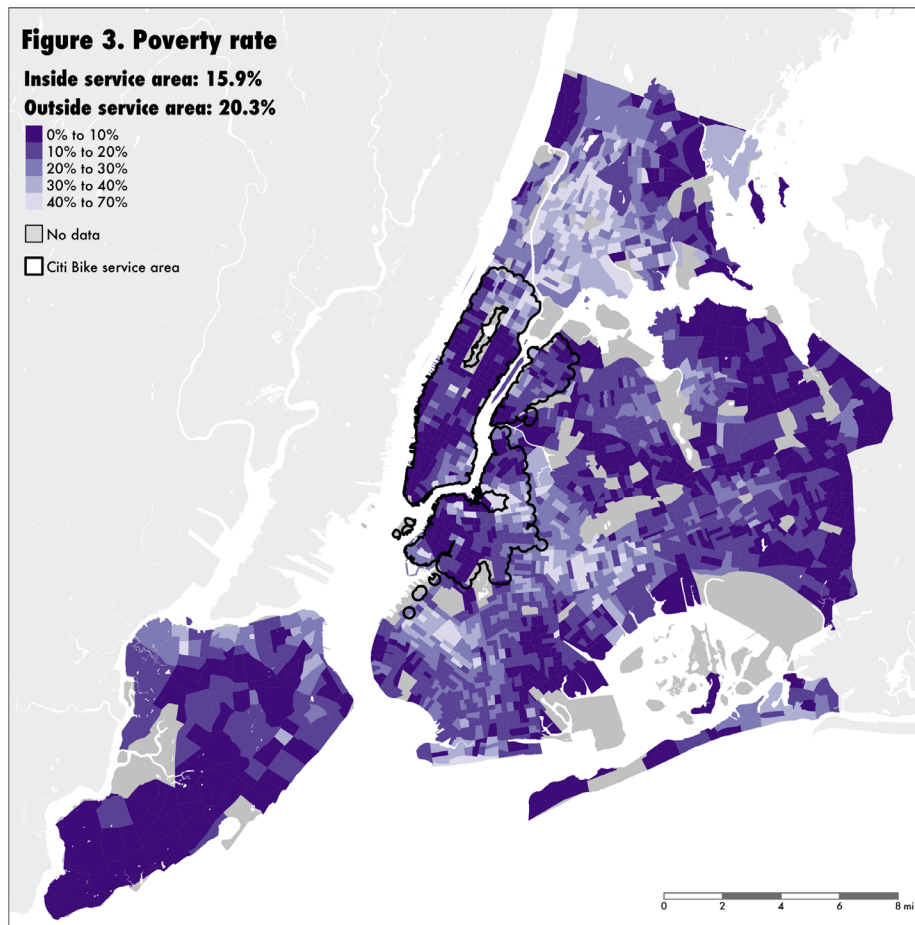 Figure 3. Poverty rate
Inside service area: 15.9%
Outside service area: 20.3%
0% to 10%
10% to 20%
20% to 30%
30% to 40%
40% to 70%
No data
Citi Bike service area
0 2 4 6 8 mi